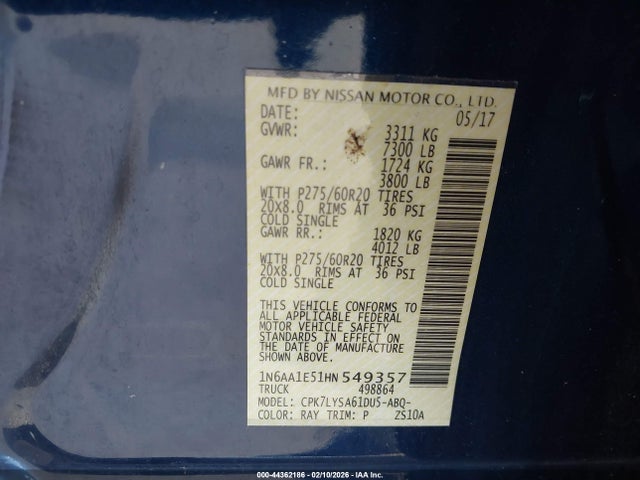 MFD BY NISSAN MOTOR CO., LTD.
DATE: 05/17
GVWR: 3311 KG
7300 LB
GAWR FR.: 1724 KG
3800 LB
WITH P275/60R20 TIRES
20x8.0 RIMS AT 36 PSI
COLD SINGLE
GAWR RR.: 1820 KG
4012 LB
WITH P275/60R20 TIRES
20x8.0 RIMS AT 36 PSI
COLD SINGLE
THIS VEHICLE CONFORMS TO
ALL APPLICABLE FEDERAL
MOTOR VEHICLE SAFETY
STANDARDS IN EFFECT ON
THE DATE OF MANUFACTURE
SHOWN ABOVE.
1N6AA1E51HN549357
TRUCK 498864
MODEL: CPK7LYSA61DU5-ABQ-
COLOR: RAY TRIM: P ZS10A
000-44362186 - 02/10/2026 - IAA Inc.